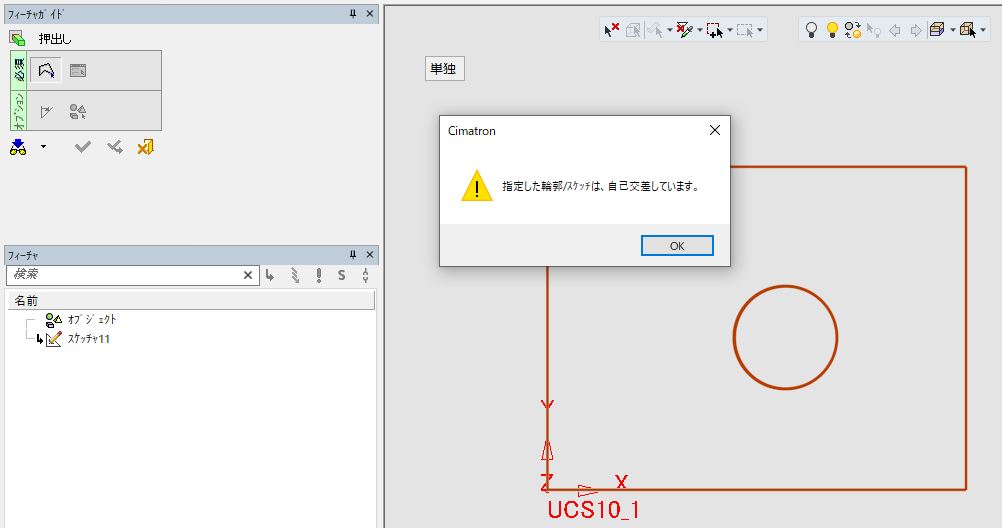 フィーチャガイド
押出し
必須
オプション
単独
Cimatron
指定した輪郭/スケッチは、自己交差しています。
OK
フィーチャ
検索
S
名前
オブジェクト
スケッチャ11
Y
Z
X
UCS10_1